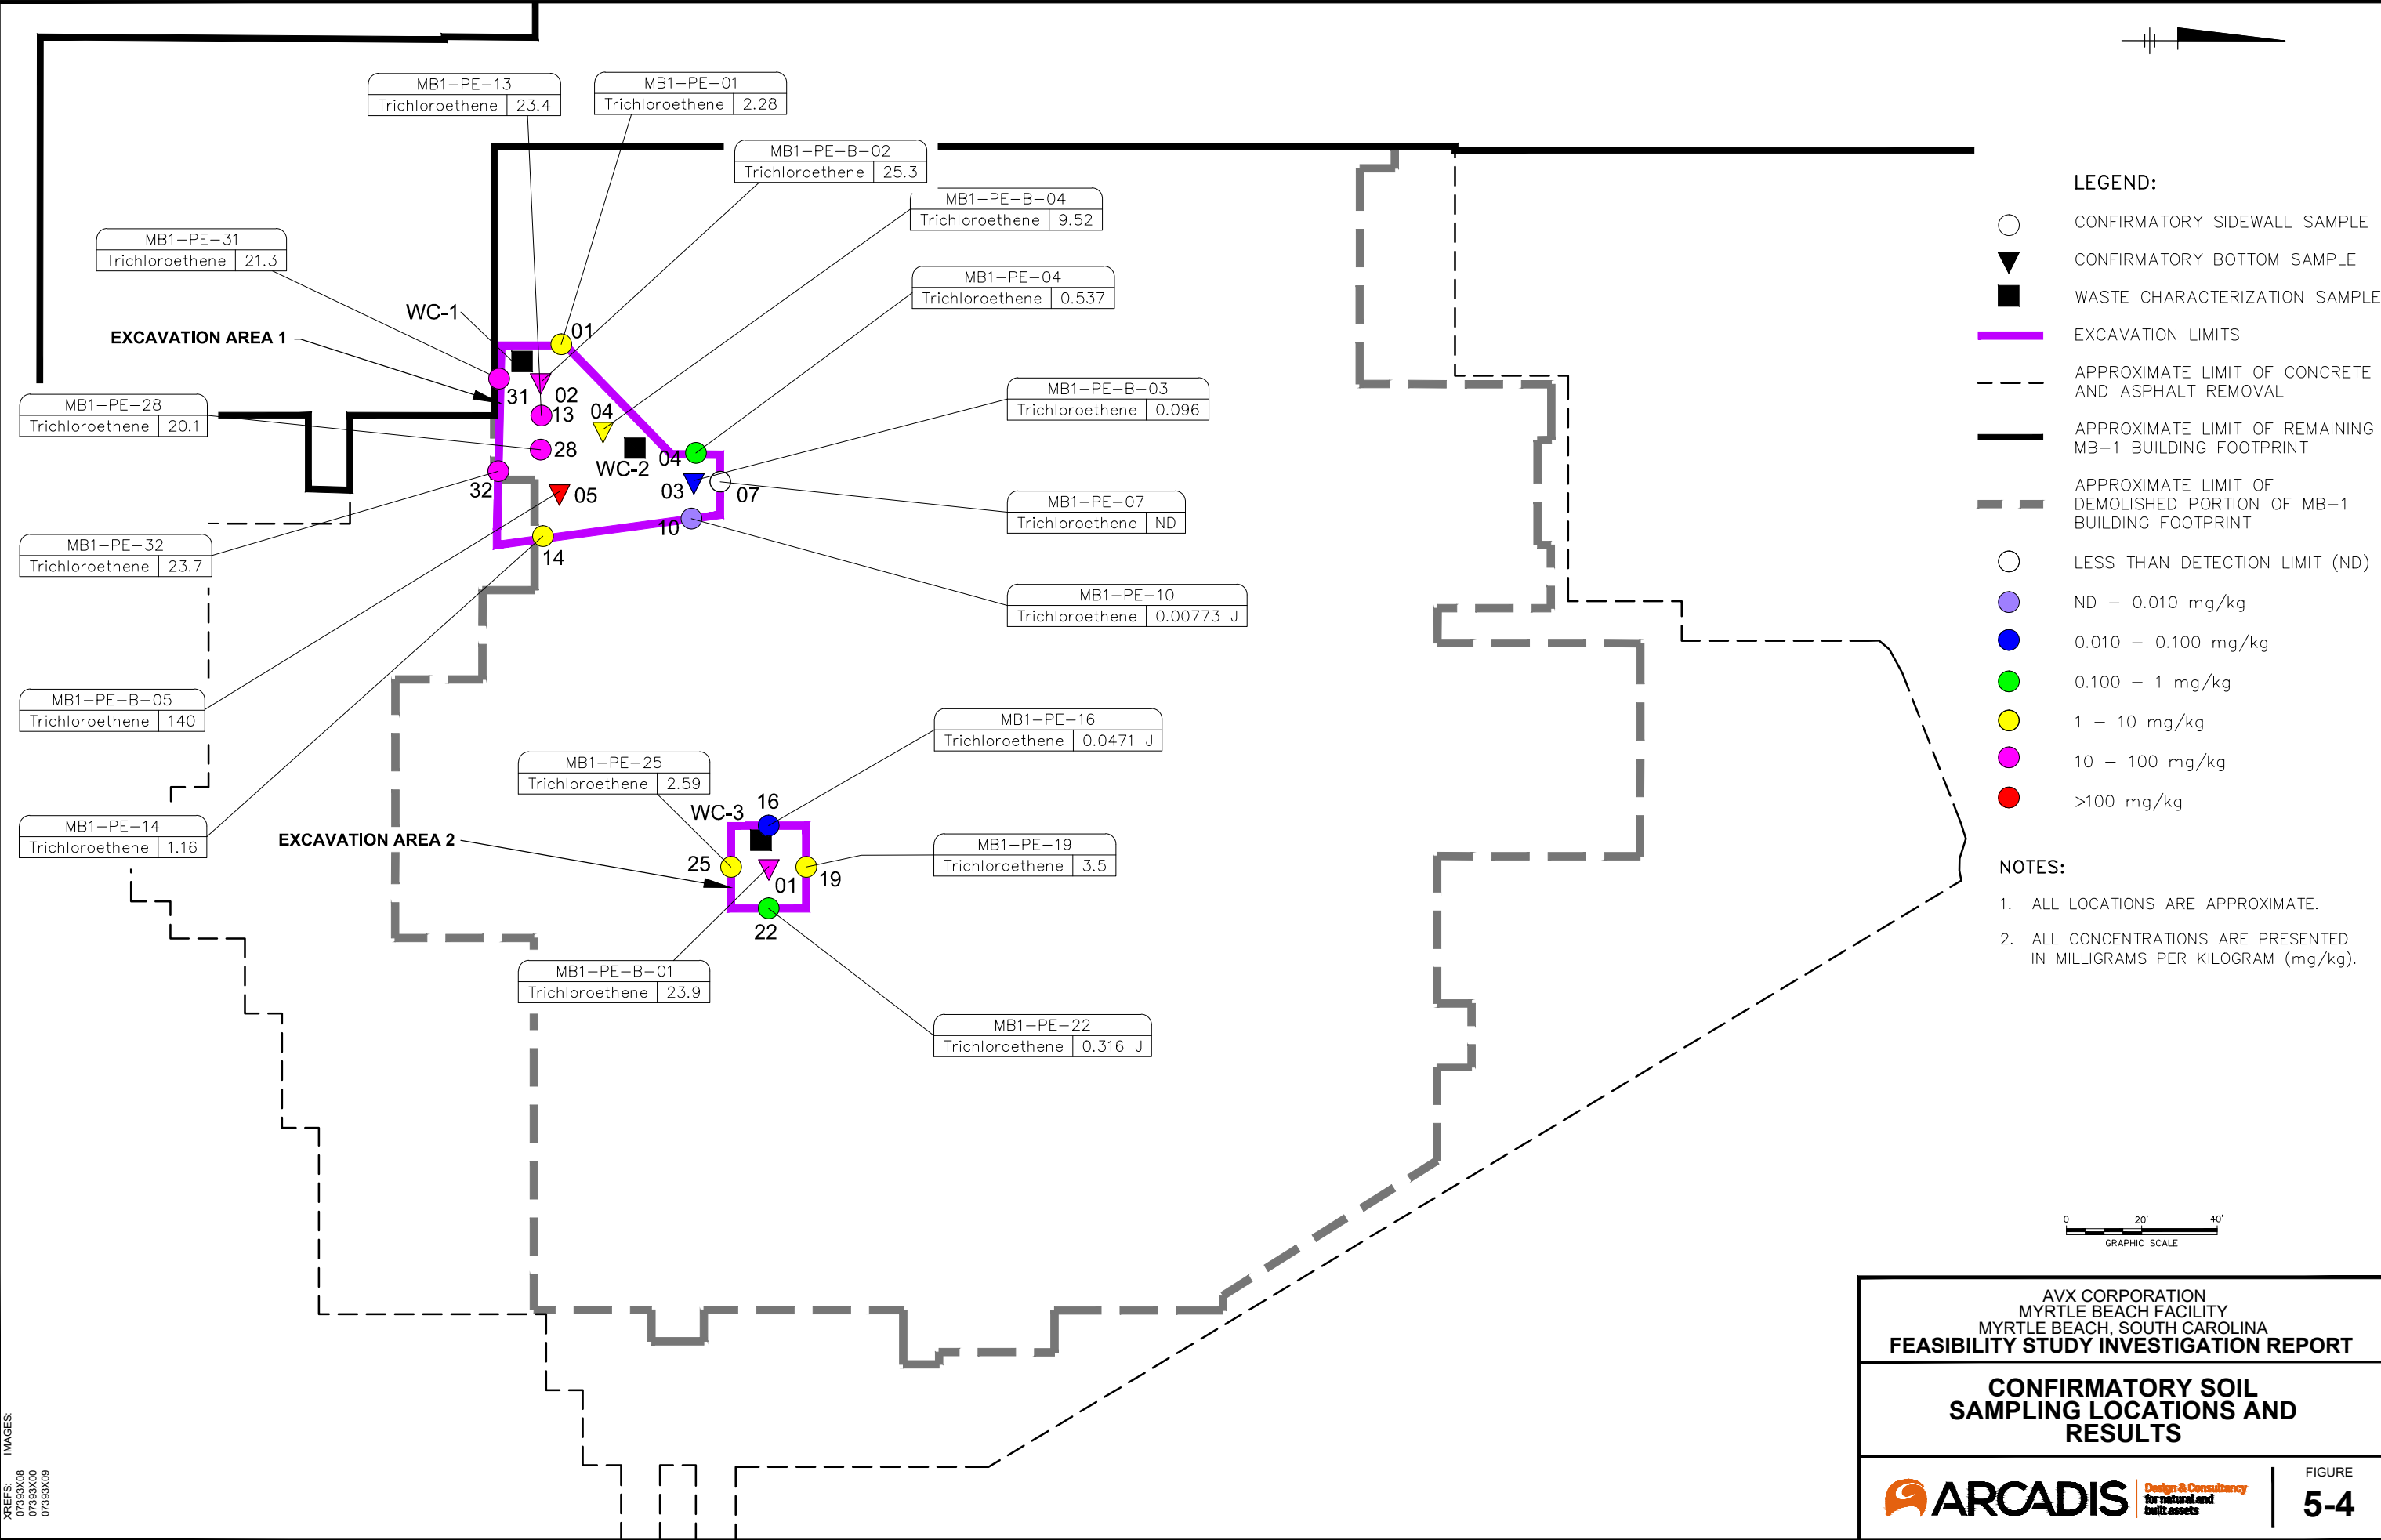 MB1-PE-13
Trichloroethene 23.4
MB1-PE-01
Trichloroethene 2.28
MB1-PE-B-02
Trichloroethene 25.3
MB1-PE-B-04
Trichloroethene 9.52
MB1-PE-31
Trichloroethene 21.3
MB1-PE-04
Trichloroethene 0.537
WC-1
EXCAVATION AREA 1
01
31
02
13
04
28
WC-2
04
03
07
32
05
10
14
MB1-PE-28
Trichloroethene 20.1
MB1-PE-B-03
Trichloroethene 0.096
MB1-PE-07
Trichloroethene ND
MB1-PE-32
Trichloroethene 23.7
MB1-PE-10
Trichloroethene 0.00773 J
MB1-PE-B-05
Trichloroethene 140
MB1-PE-16
Trichloroethene 0.0471 J
MB1-PE-25
Trichloroethene 2.59
MB1-PE-14
Trichloroethene 1.16
WC-3
16
EXCAVATION AREA 2
25
01
19
22
MB1-PE-19
Trichloroethene 3.5
MB1-PE-B-01
Trichloroethene 23.9
MB1-PE-22
Trichloroethene 0.316 J
LEGEND:
CONFIRMATORY SIDEWALL SAMPLE
CONFIRMATORY BOTTOM SAMPLE
WASTE CHARACTERIZATION SAMPLE
EXCAVATION LIMITS
APPROXIMATE LIMIT OF CONCRETE
AND ASPHALT REMOVAL
APPROXIMATE LIMIT OF REMAINING
MB-1 BUILDING FOOTPRINT
APPROXIMATE LIMIT OF
DEMOLISHED PORTION OF MB-1
BUILDING FOOTPRINT
LESS THAN DETECTION LIMIT (ND)
ND - 0.010 mg/kg
0.010 - 0.100 mg/kg
0.100 - 1 mg/kg
1 - 10 mg/kg
10 - 100 mg/kg
>100 mg/kg
NOTES:
1. ALL LOCATIONS ARE APPROXIMATE.
2. ALL CONCENTRATIONS ARE PRESENTED
IN MILLIGRAMS PER KILOGRAM (mg/kg).
0 20' 40'
GRAPHIC SCALE
AVX CORPORATION
MYRTLE BEACH FACILITY
MYRTLE BEACH, SOUTH CAROLINA
FEASIBILITY STUDY INVESTIGATION REPORT
CONFIRMATORY SOIL
SAMPLING LOCATIONS AND
RESULTS
ARCADIS
Design & Consultancy
for natural and
built assets
FIGURE
5-4
XREFS: IMAGES:
07393X08
07393X00
07393X09